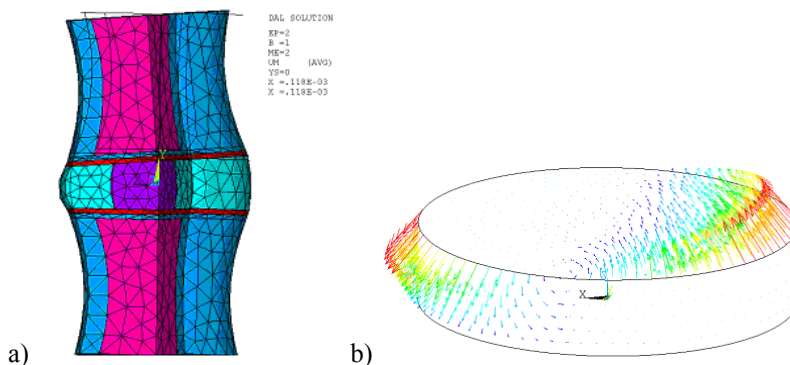 DAL SOLUTION
EP=2
B =1
ME=2
UM (AVG)
YS=0
X =.118E-03
X =.118E-03
Y
X
a)
b)